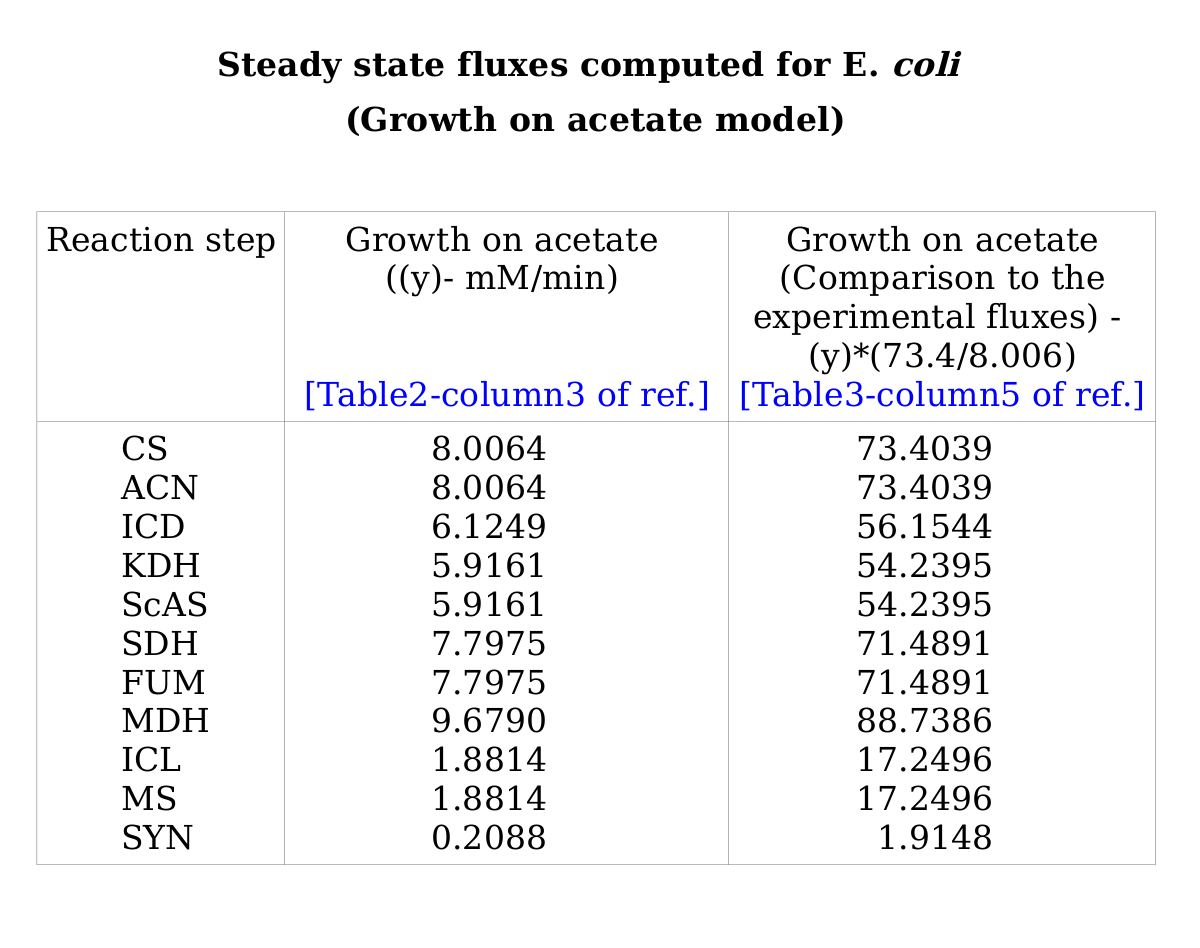 Steady state fluxes computed for E. coli
(Growth on acetate model)
Reaction step
Growth on acetate
((y)- mM/min)
[Table2-column3 of ref.]
Growth on acetate
(Comparison to the
experimental fluxes) -
(y)*(73.4/8.006)
[Table3-column5 of ref.]
CS 8.0064 73.4039
ACN 8.0064 73.4039
ICD 6.1249 56.1544
KDH 5.9161 54.2395
ScAS 5.9161 54.2395
SDH 7.7975 71.4891
FUM 7.7975 71.4891
MDH 9.6790 88.7386
ICL 1.8814 17.2496
MS 1.8814 17.2496
SYN 0.2088 1.9148